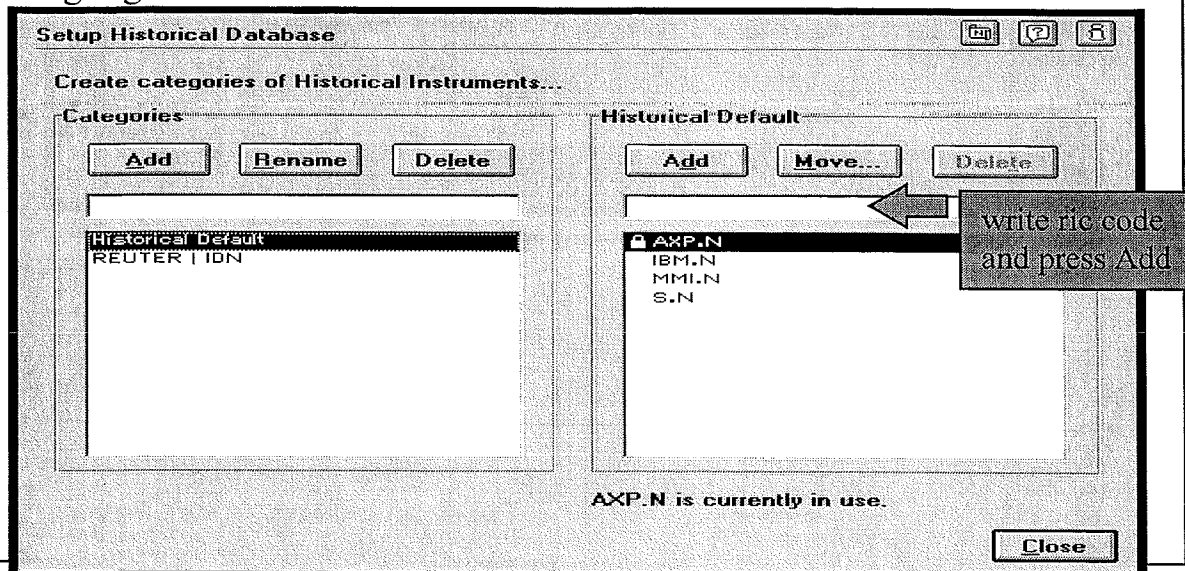 Setup Historical Database
Create categories of Historical Instruments...
Categories
Add Rename Delete
Historical Default
REUTER | IDN
Historical Default
Add Move... Delete
AXP.N
IBM.N
MMI.N
S.N
write ric code
and press Add
AXP.N is currently in use.
Close